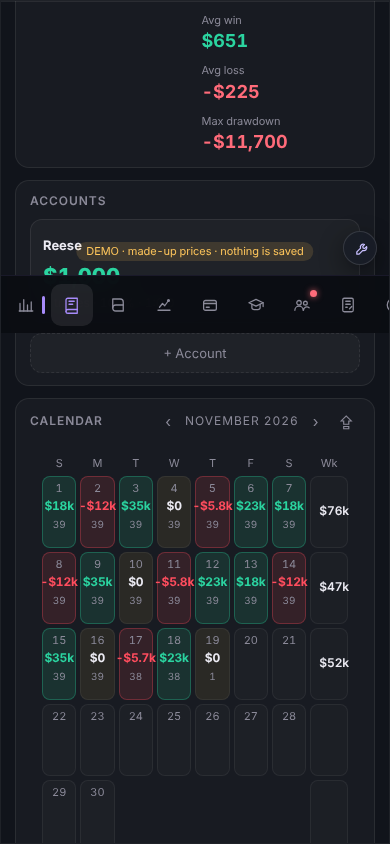 Avg win
$651
Avg loss
-$225
Max drawdown
-$11,700
ACCOUNTS
Reese
DEMO · made-up prices · nothing is saved
$1,000
+ Account
CALENDAR ‹ NOVEMBER 2026 ›
S M T W T F S Wk
1 2 3 4 5 6 7
$18k -$12k $35k $0 -$5.8k $23k $18k $76k
39 39 39 39 39 39 39
8 9 10 11 12 13 14
-$12k $35k $0 -$5.8k $23k $18k -$12k $47k
39 39 39 39 39 39 39
15 16 17 18 19 20 21
$35k $0 -$5.7k $23k $0 $52k
39 39 38 38 1
22 23 24 25 26 27 28
29 30